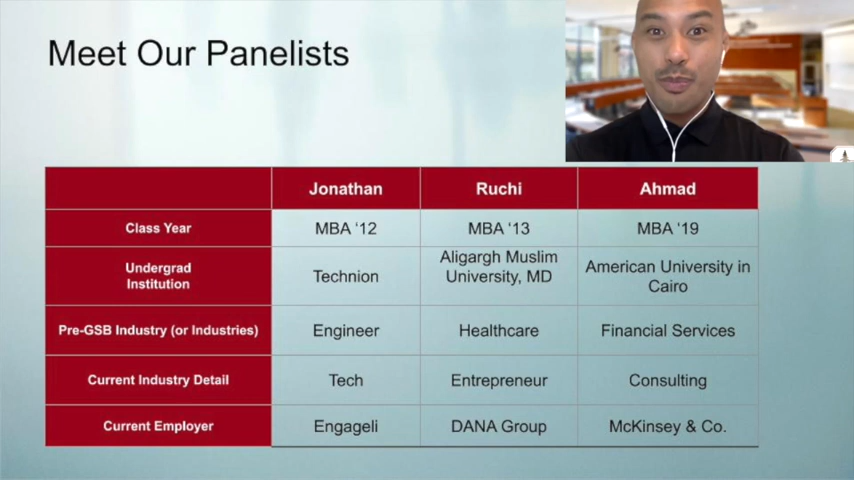 Meet Our Panelists
Jonathan Ruchi Ahmad
Class Year MBA ‘12 MBA ‘13 MBA ‘19
Undergrad
Institution
Technion
Aligargh Muslim
University, MD
American University in
Cairo
Pre-GSB Industry (or Industries) Engineer Healthcare Financial Services
Current Industry Detail Tech Entrepreneur Consulting
Current Employer Engageli DANA Group McKinsey & Co.